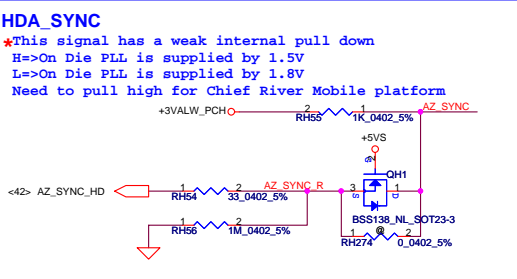 HDA_SYNC
*This signal has a weak internal pull down
H=>On Die PLL is supplied by 1.5V
L=>On Die PLL is supplied by 1.8V
Need to pull high for Chief River Mobile platform
+3VALW_PCH 2 1 AZ_SYNC
RH55 1K_0402_5%
+5VS
G 2
QH1
<42> AZ_SYNC_HD 1 2 AZ_SYNC_R 3 1
RH54 33_0402_5% S D
BSS138_NL_SOT23-3
1 2 1 @ 2
RH56 1M_0402_5% RH274 0_0402_5%